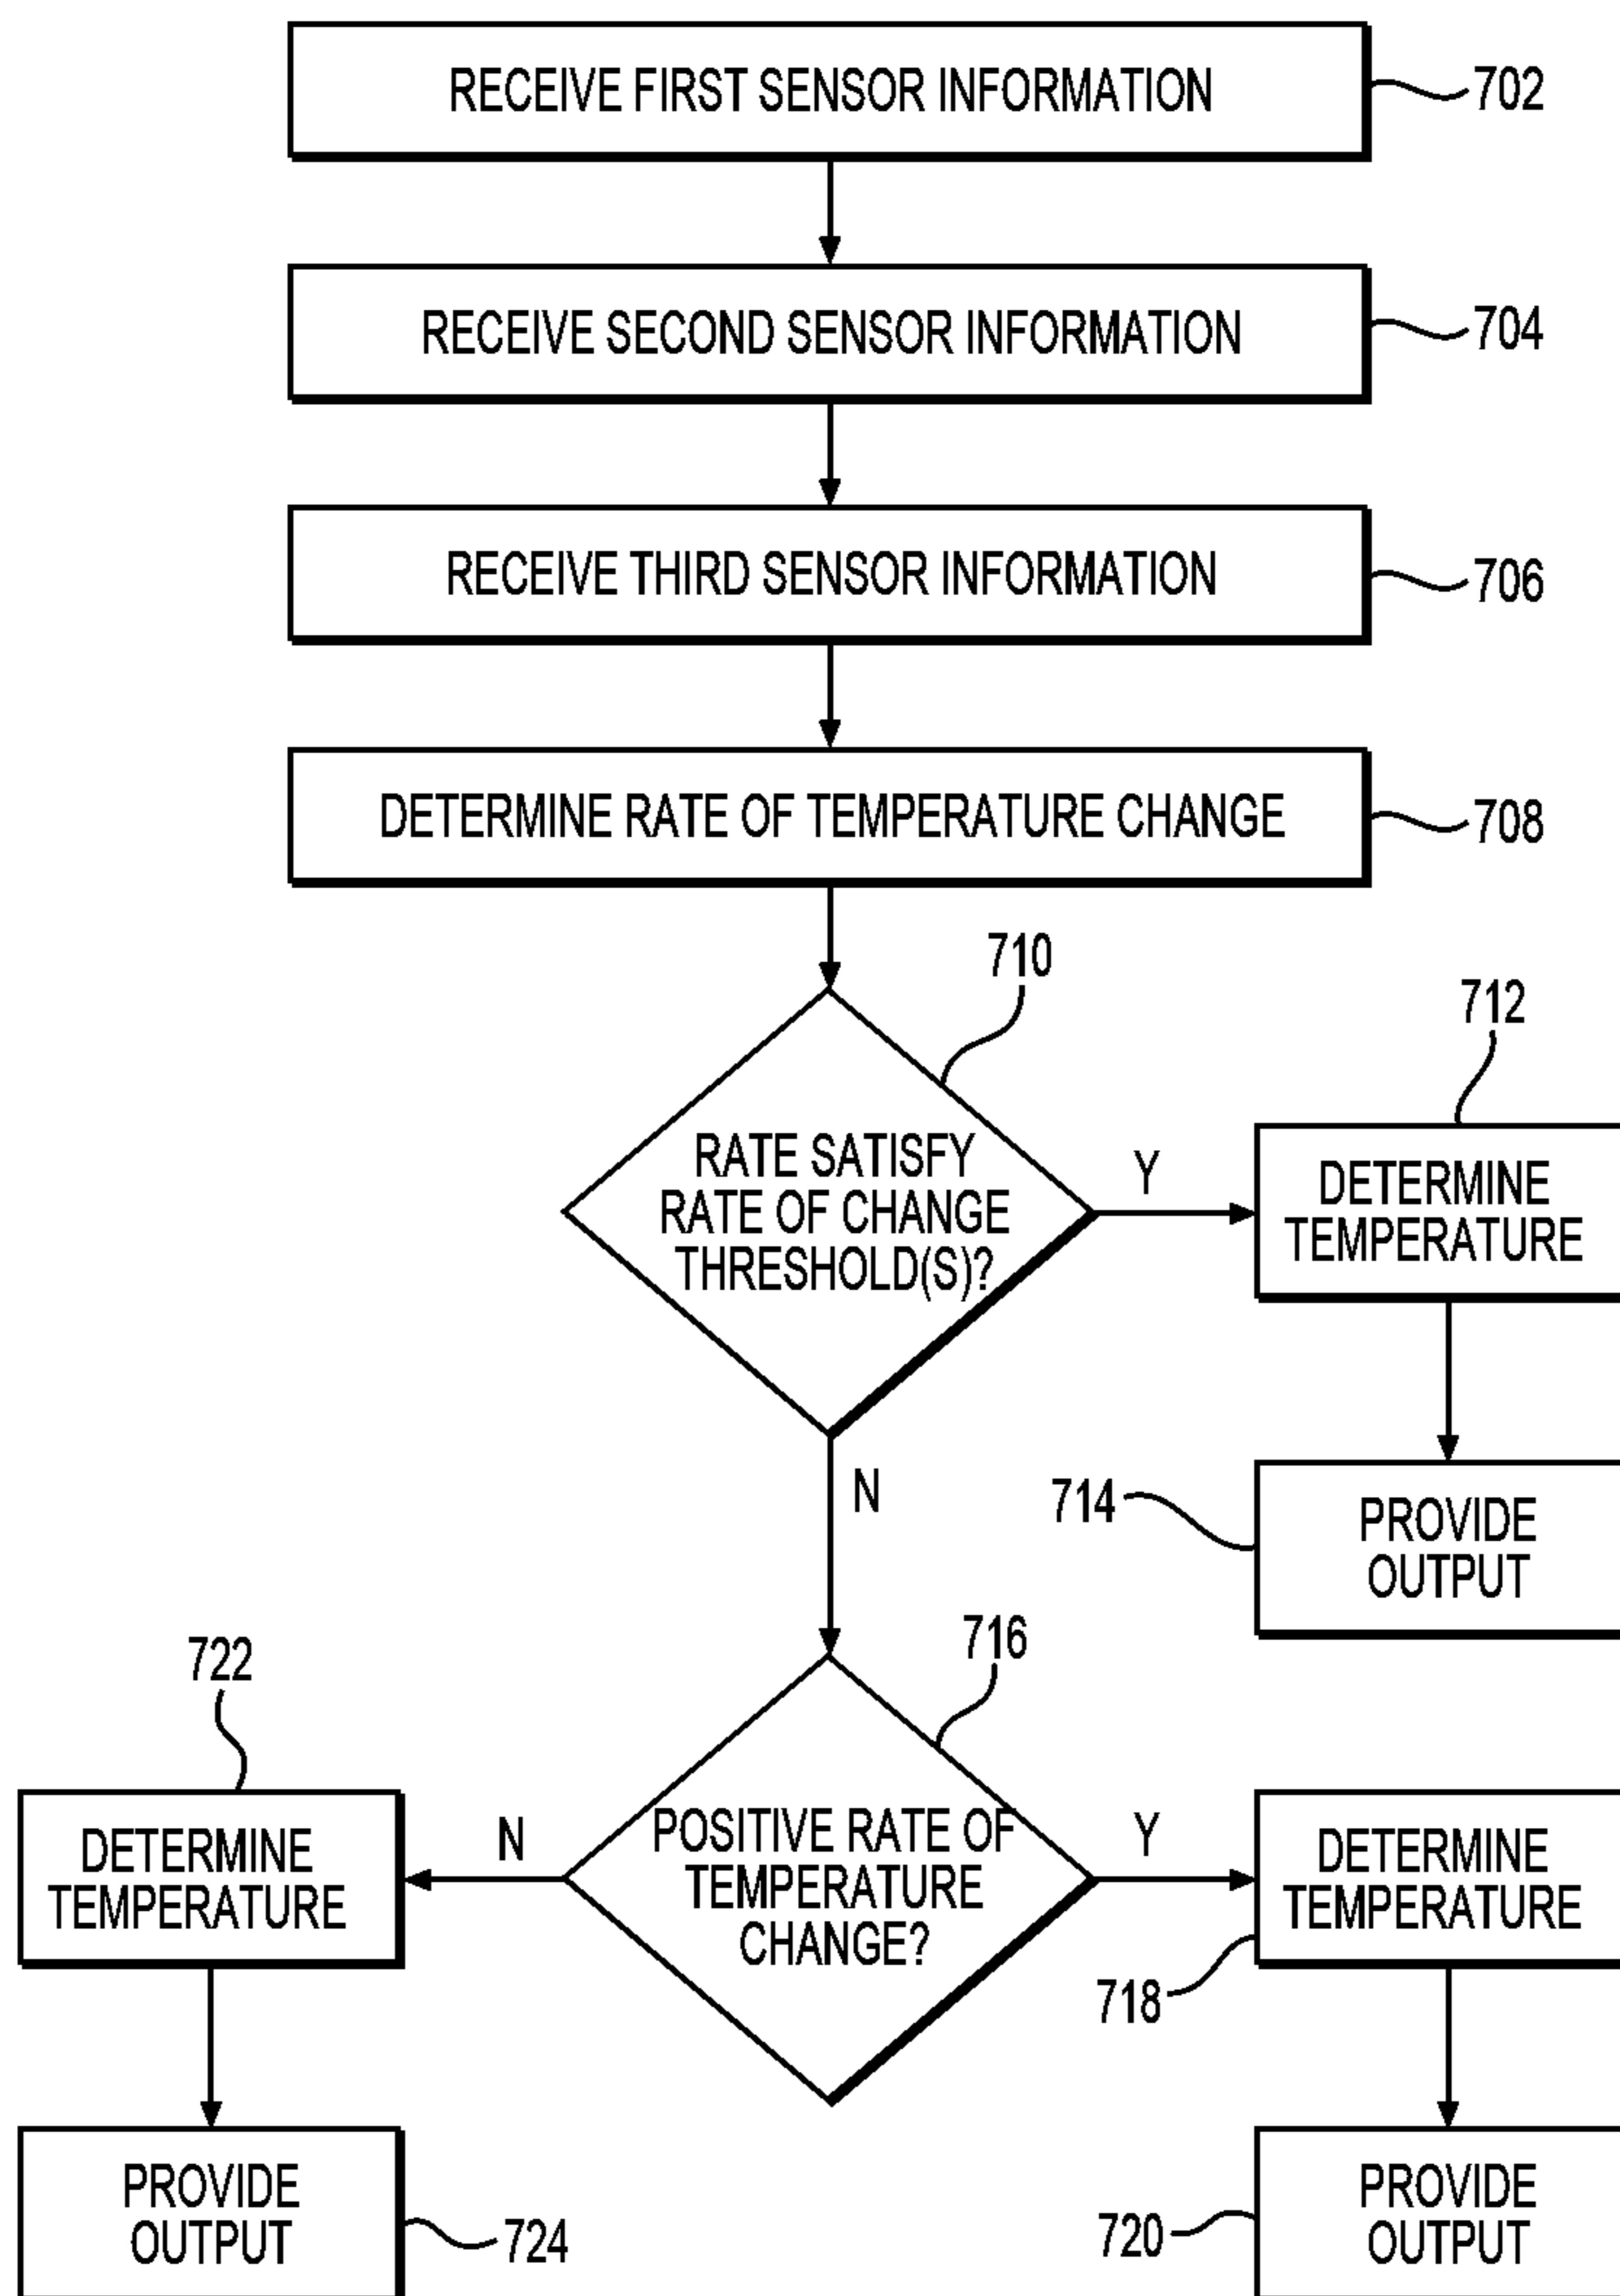 RECEIVE FIRST SENSOR INFORMATION
702
RECEIVE SECOND SENSOR INFORMATION
704
RECEIVE THIRD SENSOR INFORMATION
706
DETERMINE RATE OF TEMPERATURE CHANGE
708
710
RATE SATISFY
RATE OF CHANGE
THRESHOLD(S)?
Y
712
DETERMINE
TEMPERATURE
N
714
PROVIDE
OUTPUT
716
POSITIVE RATE OF
TEMPERATURE
CHANGE?
N
722
DETERMINE
TEMPERATURE
Y
DETERMINE
TEMPERATURE
718
PROVIDE
OUTPUT
724
720
PROVIDE
OUTPUT